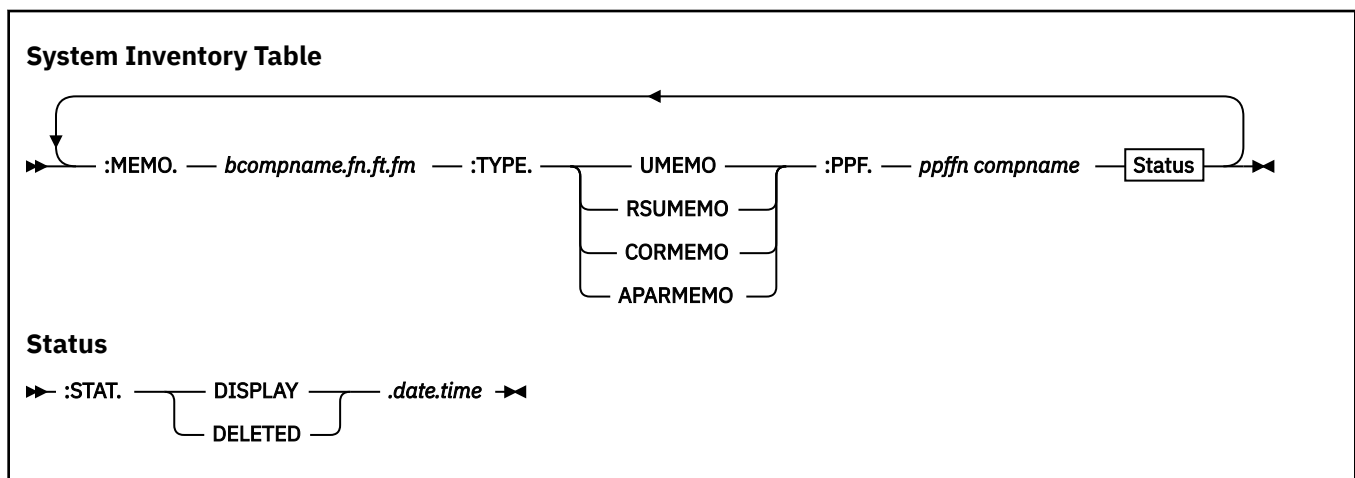 System Inventory Table
:MEMO. bcompname.fn.ft.fm :TYPE. UMEMO :PPF. ppffn compname Status
RSUMEMO
CORMEMO
APARMEMO
Status
:STAT. DISPLAY .date.time
DELETED